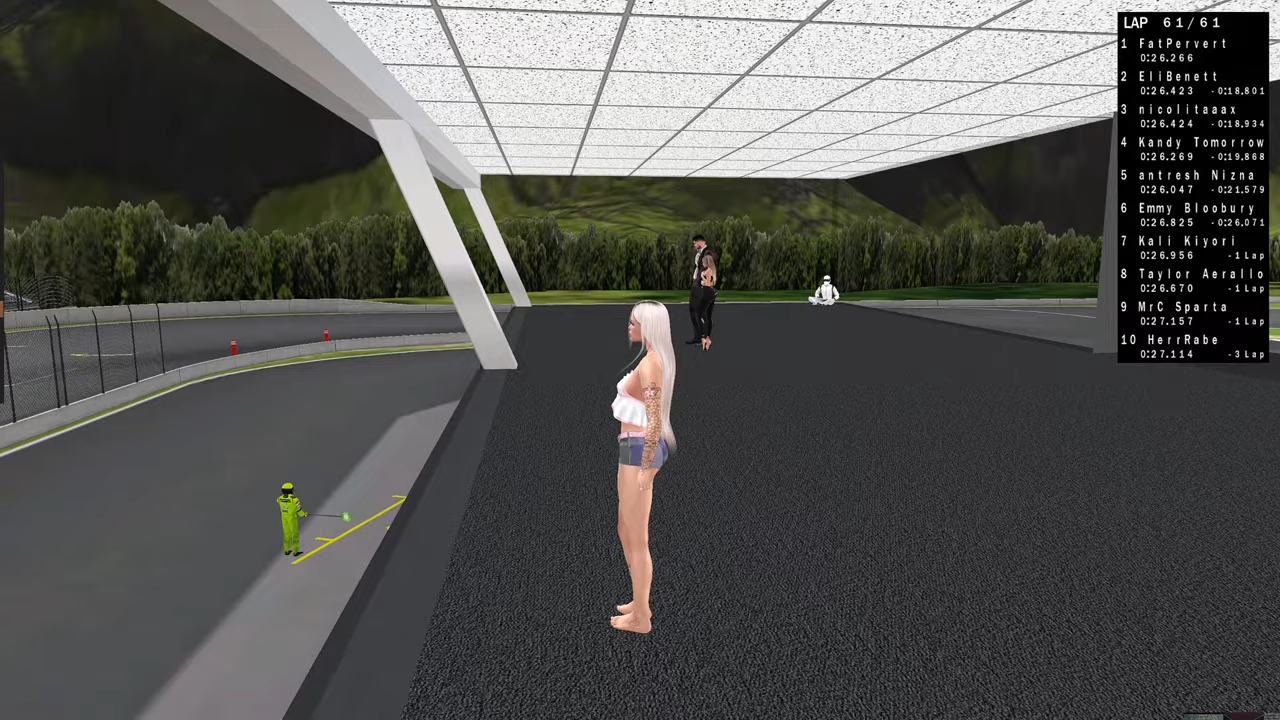 LAP 61/61
1 FatPervert
0:26.266
2 EliBenett
0:26.423 -0:18.801
3 nicolitaaax
0:26.424 -0:18.934
4 Kandy Tomorrow
0:26.269 -0:19.868
5 antresh Nizna
0:26.047 -0:21.579
6 Emmy Bloobury
0:26.825 -0:26.071
7 Kali Kiyori
0:26.956 -1 Lap
8 Taylor Aerallo
0:26.670 -1 Lap
9 MrC Sparta
0:27.157 -1 Lap
10 HerrRabe
0:27.114 -3 Lap